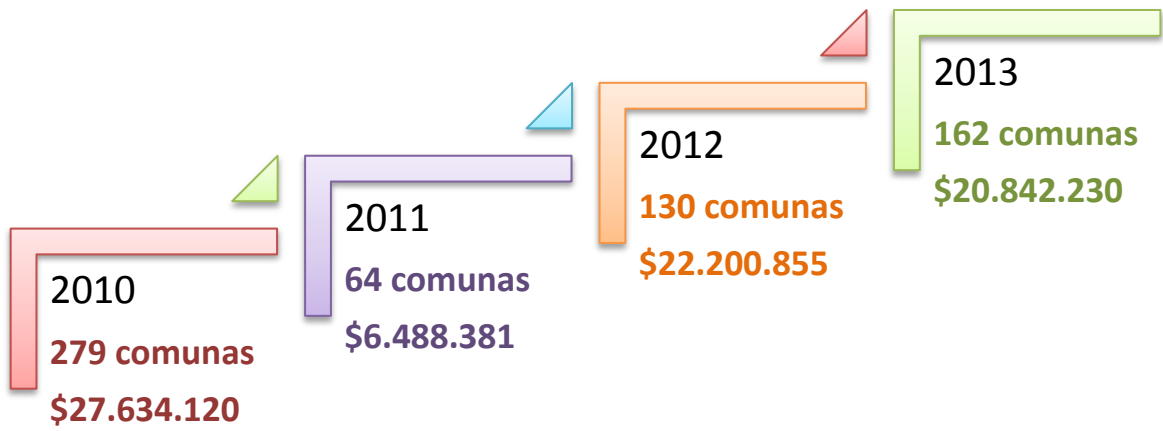 2010
279 comunas
$27.634.120
2011
64 comunas
$6.488.381
2012
130 comunas
$22.200.855
2013
162 comunas
$20.842.230